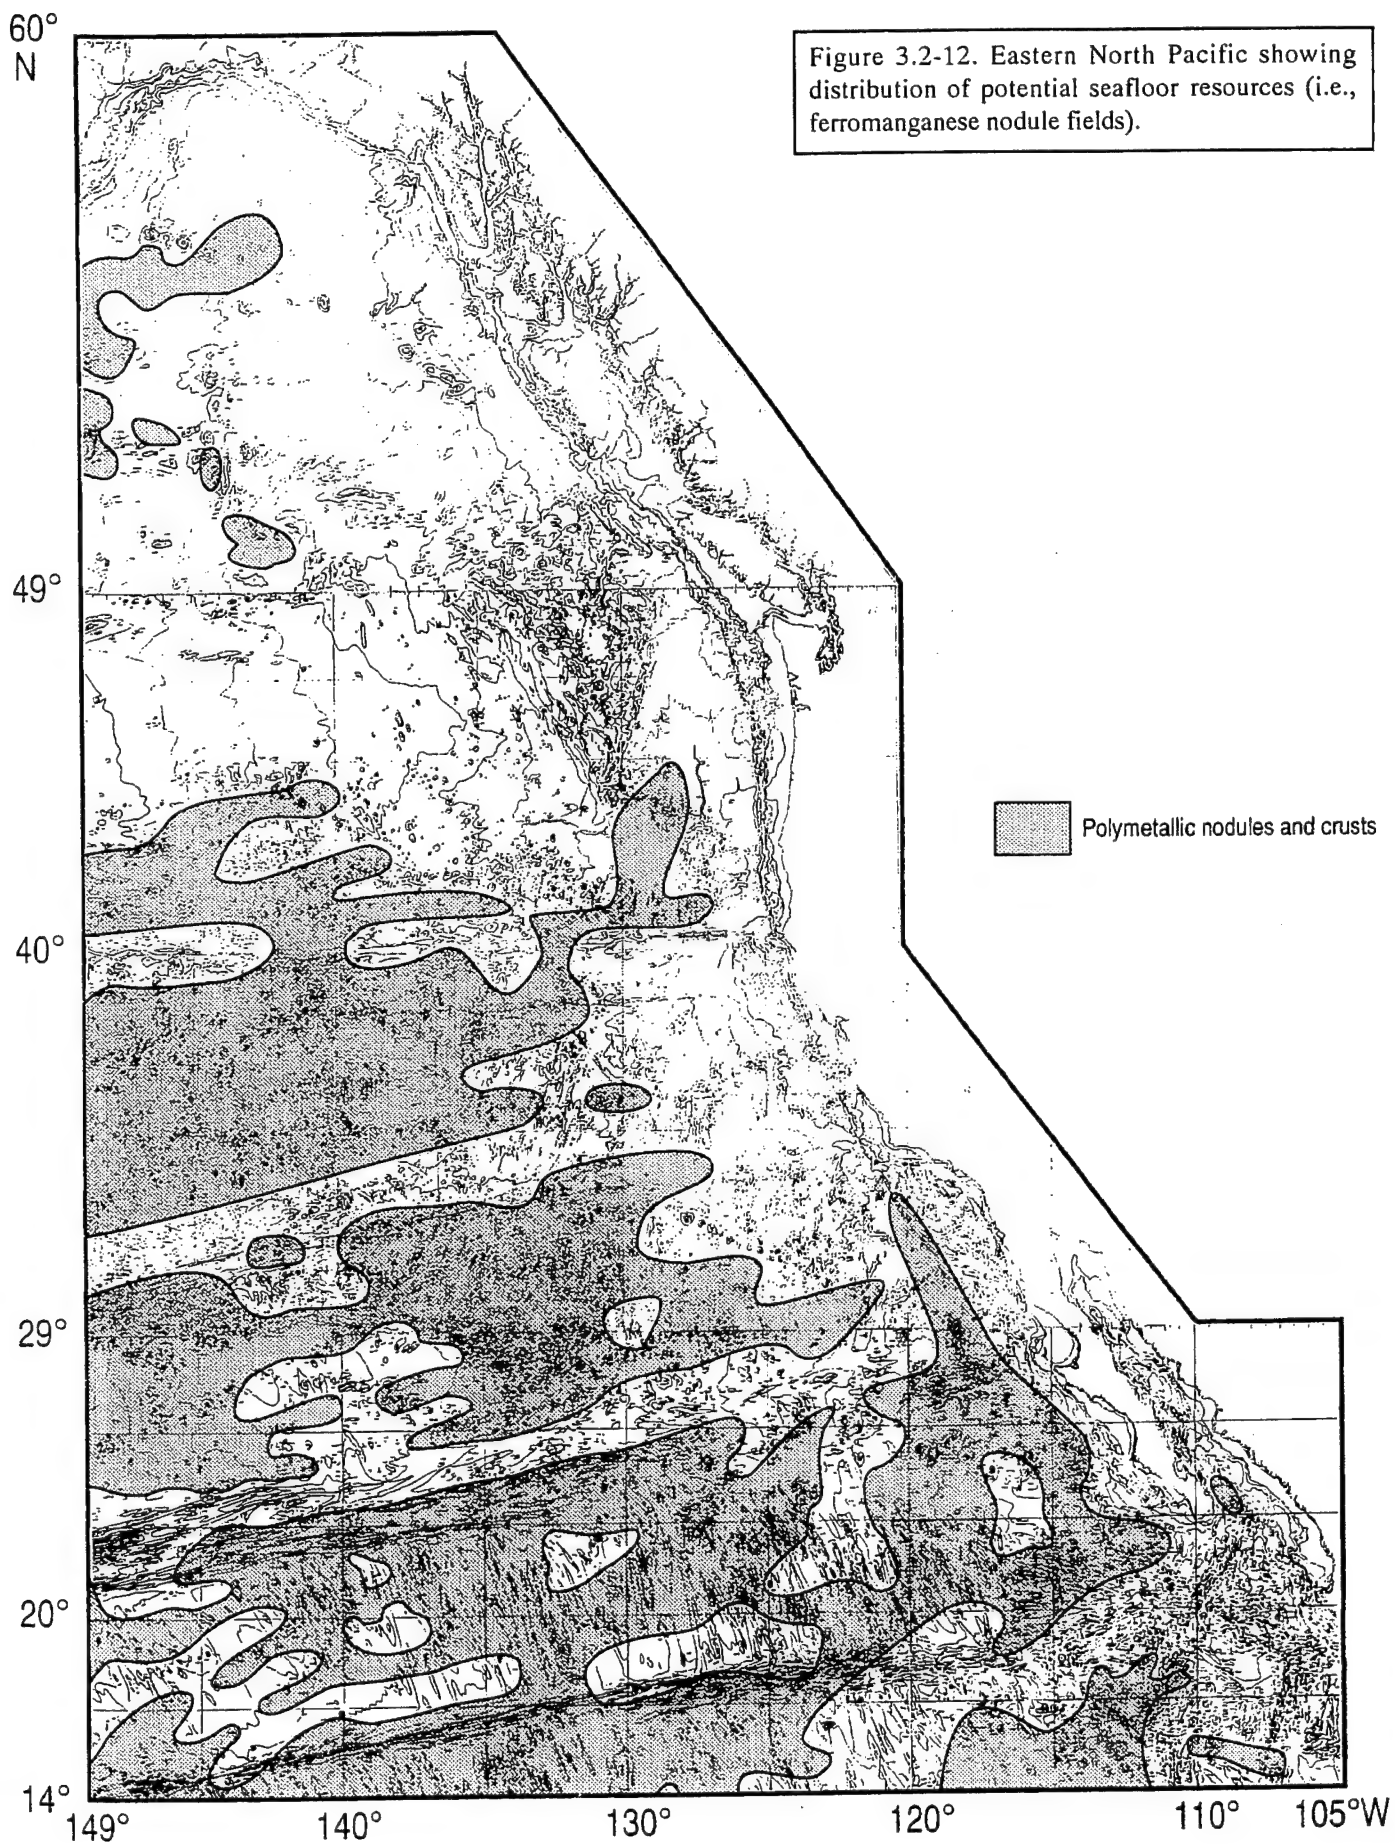 60°
N
Figure 3.2-12. Eastern North Pacific showing
distribution of potential seafloor resources (i.e.,
ferromanganese nodule fields).
49°
Polymetallic nodules and crusts
40°
29°
20°
14°
149°
140°
130°
120°
110°
105°W